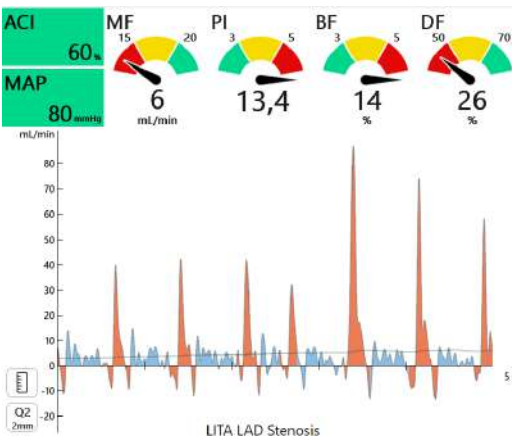 ACI
60 %
MAP
80 mmHg
MF
15 20
6
mL/min
PI
3 5
13,4
BF
3 5
14
%
DF
50 70
26
%
mL/min
80
70
60
50
40
30
20
10
0
-10
-20
5
Q2
2mm
LITA LAD Stenosis